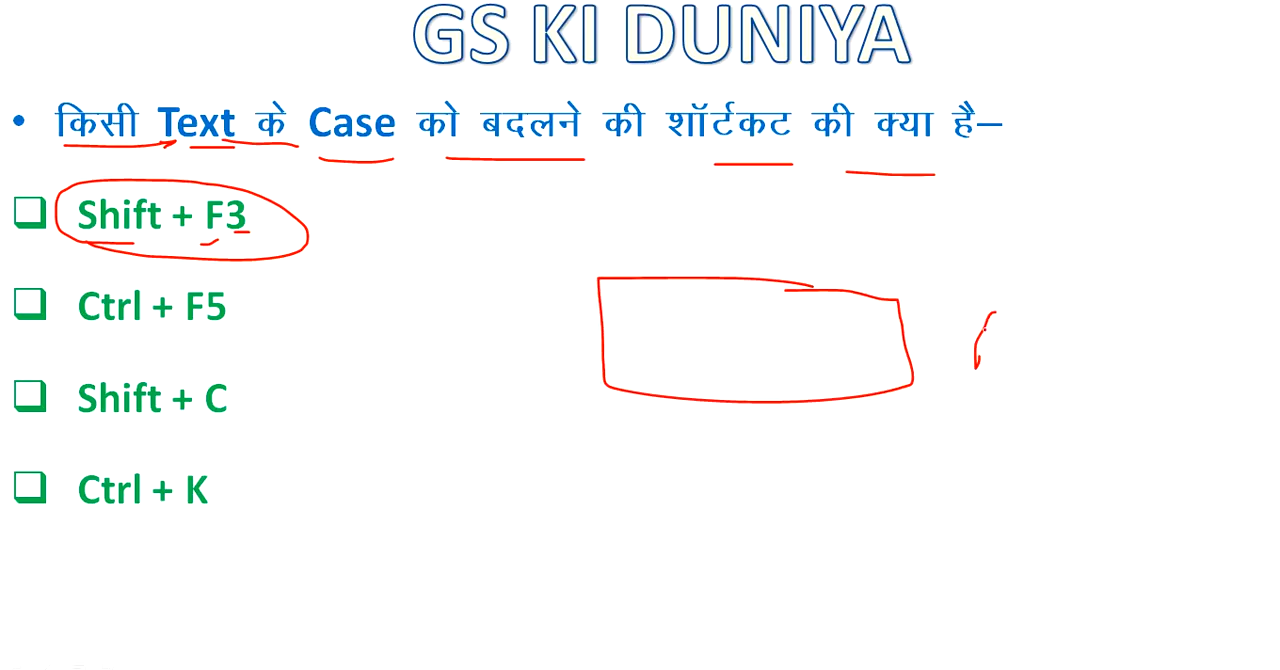 GS KI DUNIYA
• किसी Text के Case को बदलने की शॉर्टकट की क्या है–
❑ Shift + F3
❑ Ctrl + F5
❑ Shift + C
❑ Ctrl + K